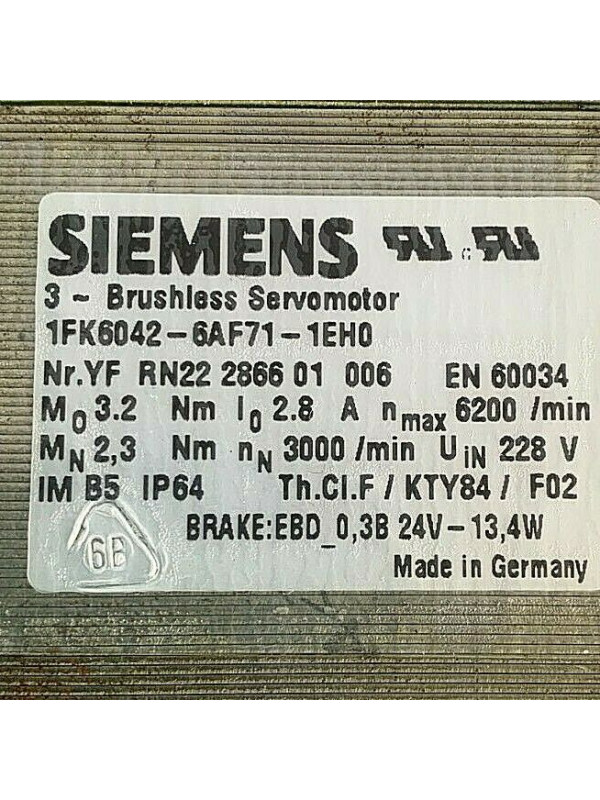 SIEMENS RU . RU
3 ~ Brushless Servomotor
1FK6042-6AF71-1EH0
Nr.YF RN22 2866 01 006 EN 60034
M0 3.2 Nm I0 2.8 A nmax 6200 /min
MN 2,3 Nm nN 3000 /min UiN 228 V
IM B5 IP64 Th.Cl.F / KTY84 / F02
6B BRAKE:EBD_0,3B 24V-13,4W
Made in Germany